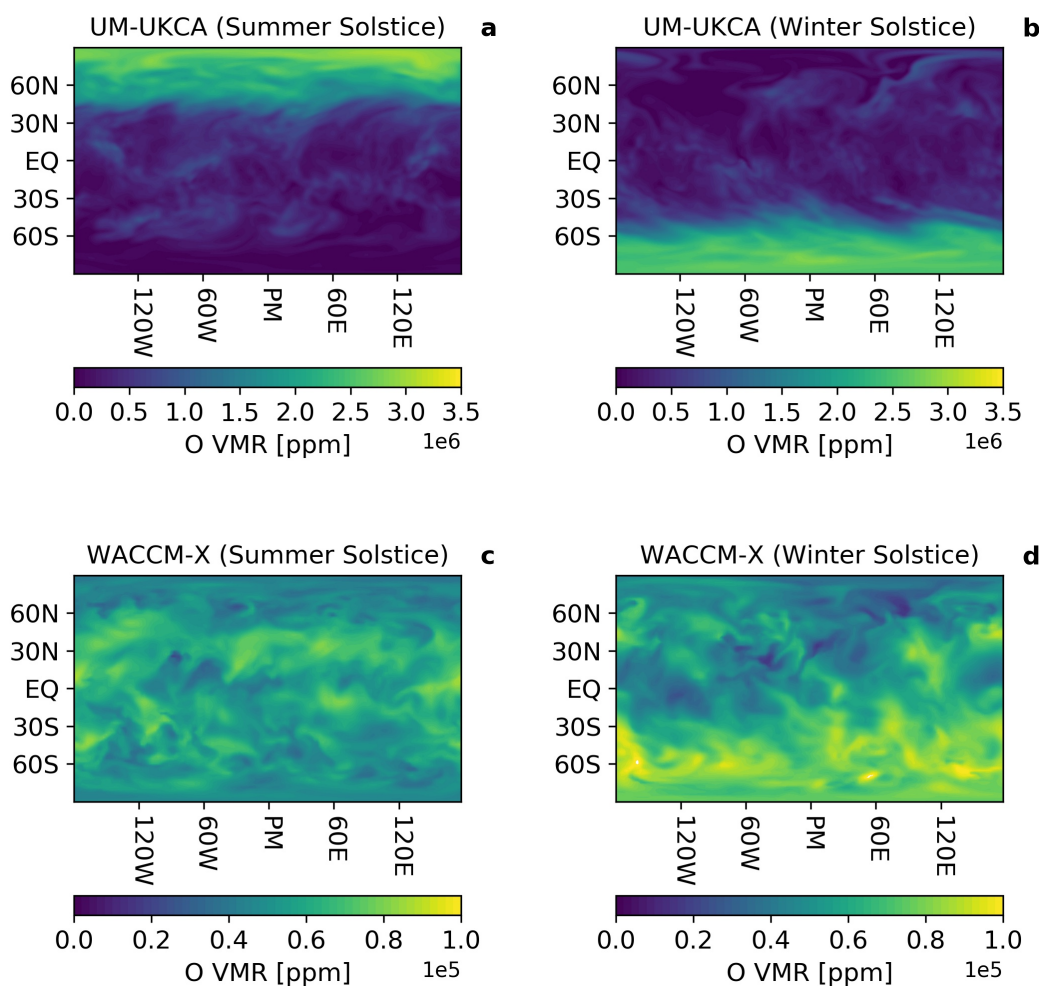 UM-UKCA (Summer Solstice) a
60N
30N
EQ
30S
60S
120W 60W PM 60E 120E
0.0 0.5 1.0 1.5 2.0 2.5 3.0 3.5
O VMR [ppm] 1e6
UM-UKCA (Winter Solstice) b
60N
30N
EQ
30S
60S
120W 60W PM 60E 120E
0.0 0.5 1.0 1.5 2.0 2.5 3.0 3.5
O VMR [ppm] 1e6
WACCM-X (Summer Solstice) c
60N
30N
EQ
30S
60S
120W 60W PM 60E 120E
0.0 0.2 0.4 0.6 0.8 1.0
O VMR [ppm] 1e5
WACCM-X (Winter Solstice) d
60N
30N
EQ
30S
60S
120W 60W PM 60E 120E
0.0 0.2 0.4 0.6 0.8 1.0
O VMR [ppm] 1e5